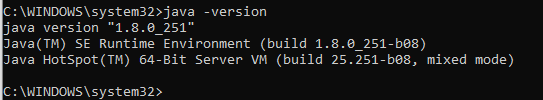 C:\WINDOWS\system32>java -version
java version "1.8.0_251"
Java(TM) SE Runtime Environment (build 1.8.0_251-b08)
Java HotSpot(TM) 64-Bit Server VM (build 25.251-b08, mixed mode)
C:\WINDOWS\system32>